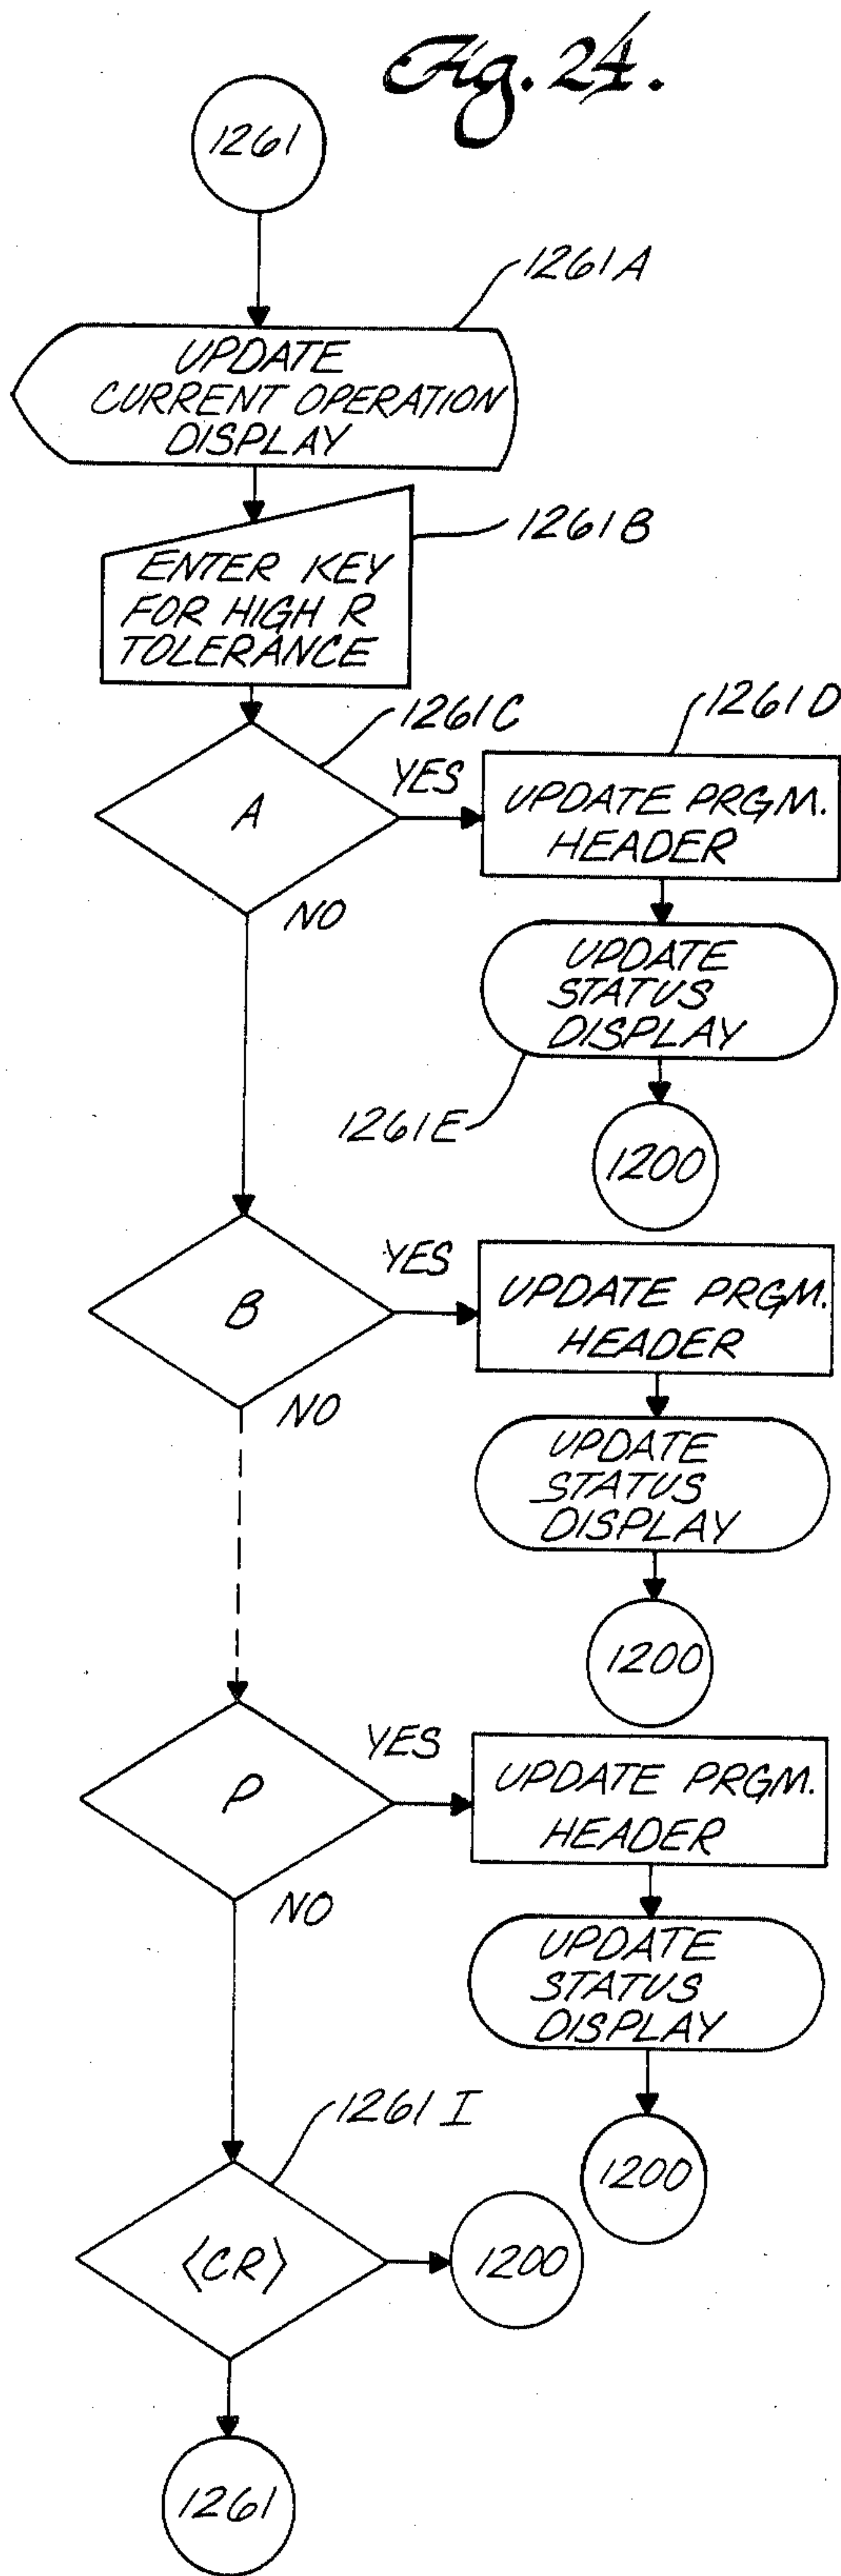 Fig. 24.
1261
1261A
UPDATE
CURRENT OPERATION
DISPLAY
1261B
ENTER KEY
FOR HIGH R
TOLERANCE
1261C
1261D
A
YES
UPDATE PRGM.
HEADER
NO
UPDATE
STATUS
DISPLAY
1261E
1200
B
YES
UPDATE PRGM.
HEADER
NO
UPDATE
STATUS
DISPLAY
1200
P
YES
UPDATE PRGM.
HEADER
NO
UPDATE
STATUS
DISPLAY
1261 I
1200
<CR>
1200
1261